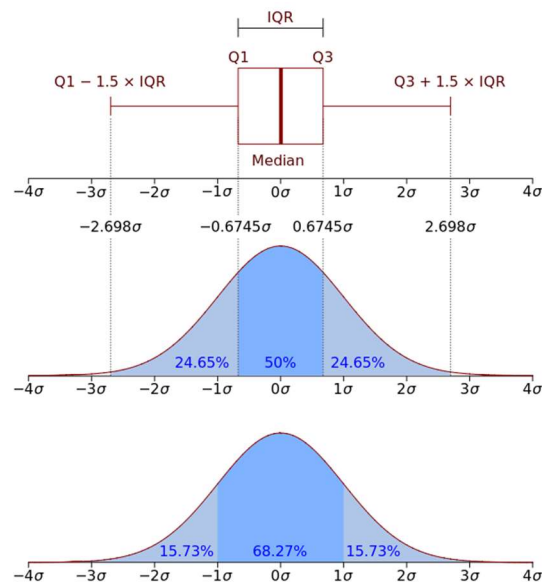 IQR
Q1 Q3
Q1 − 1.5 × IQR Q3 + 1.5 × IQR
Median
−4σ −3σ −2σ −1σ 0σ 1σ 2σ 3σ 4σ
−2.698σ −0.6745σ 0.6745σ 2.698σ
24.65% 50% 24.65%
−4σ −3σ −2σ −1σ 0σ 1σ 2σ 3σ 4σ
15.73% 68.27% 15.73%
−4σ −3σ −2σ −1σ 0σ 1σ 2σ 3σ 4σ